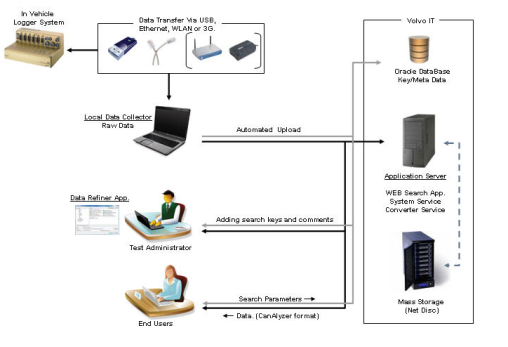 In Vehicle
Logger System
Data Transfer Via USB,
Ethernet, WLAN or 3G.
Volvo IT
Oracle DataBase
Key/Meta Data
Local Data Collector
Raw Data
Automated Upload
Application Server
WEB Search App.
System Service
Converter Service
Data Refiner App.
Adding search keys and comments
Test Administrator
Mass Storage
(Net Disc)
Search Parameters
Data. (CanAlyzer format)
End Users